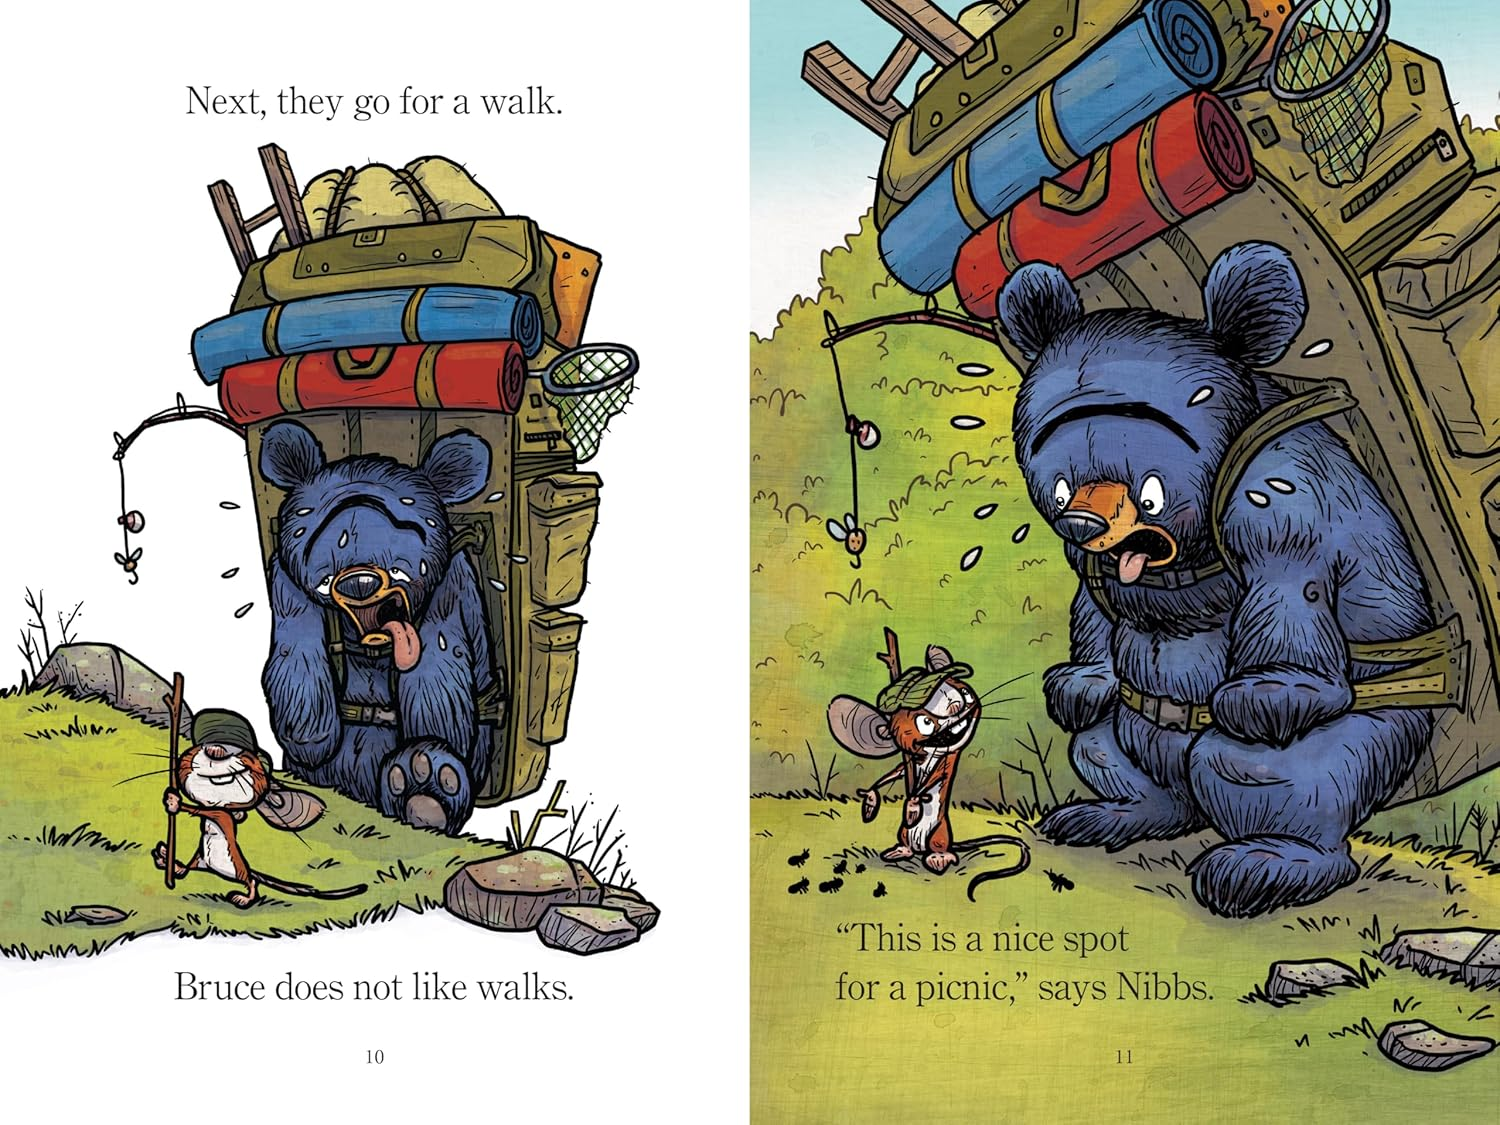 Next, they go for a walk.
Bruce does not like walks.
10
“This is a nice spot
for a picnic,” says Nibbs.
11